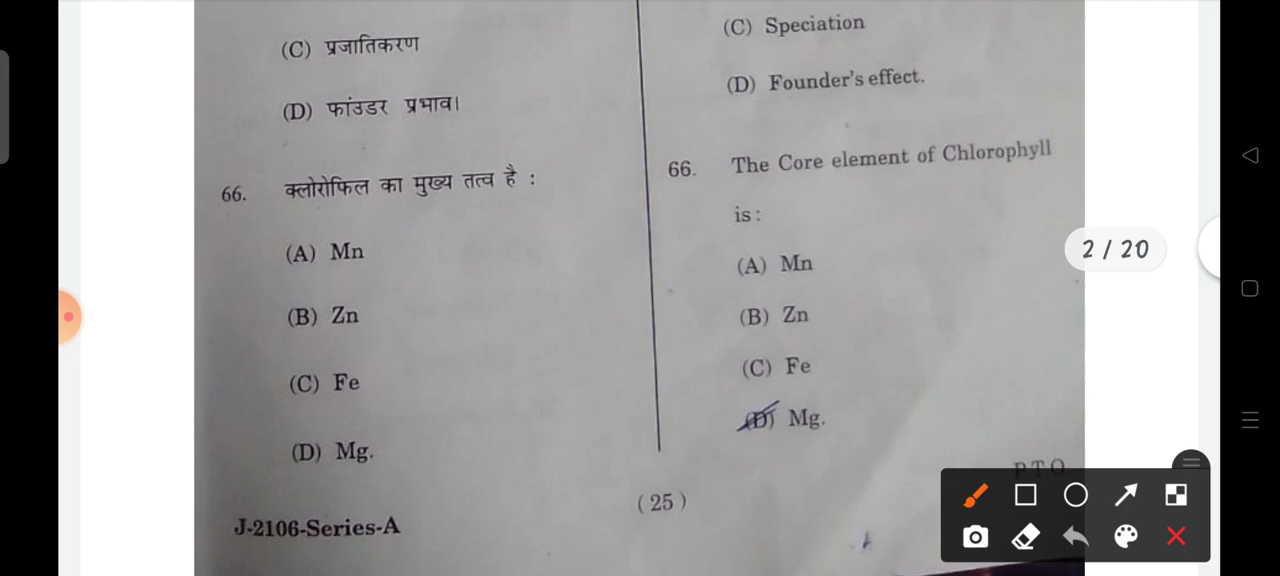 (C) प्रजातिकरण
(D) फांउडर प्रभाव।
66. क्लोरोफिल का मुख्य तत्व है :
(A) Mn
(B) Zn
(C) Fe
(D) Mg.
J-2106-Series-A
(C) Speciation
(D) Founder's effect.
66. The Core element of Chlorophyll
is :
(A) Mn
(B) Zn
(C) Fe
(D) Mg.
P.T.O.
(25)
2 / 20